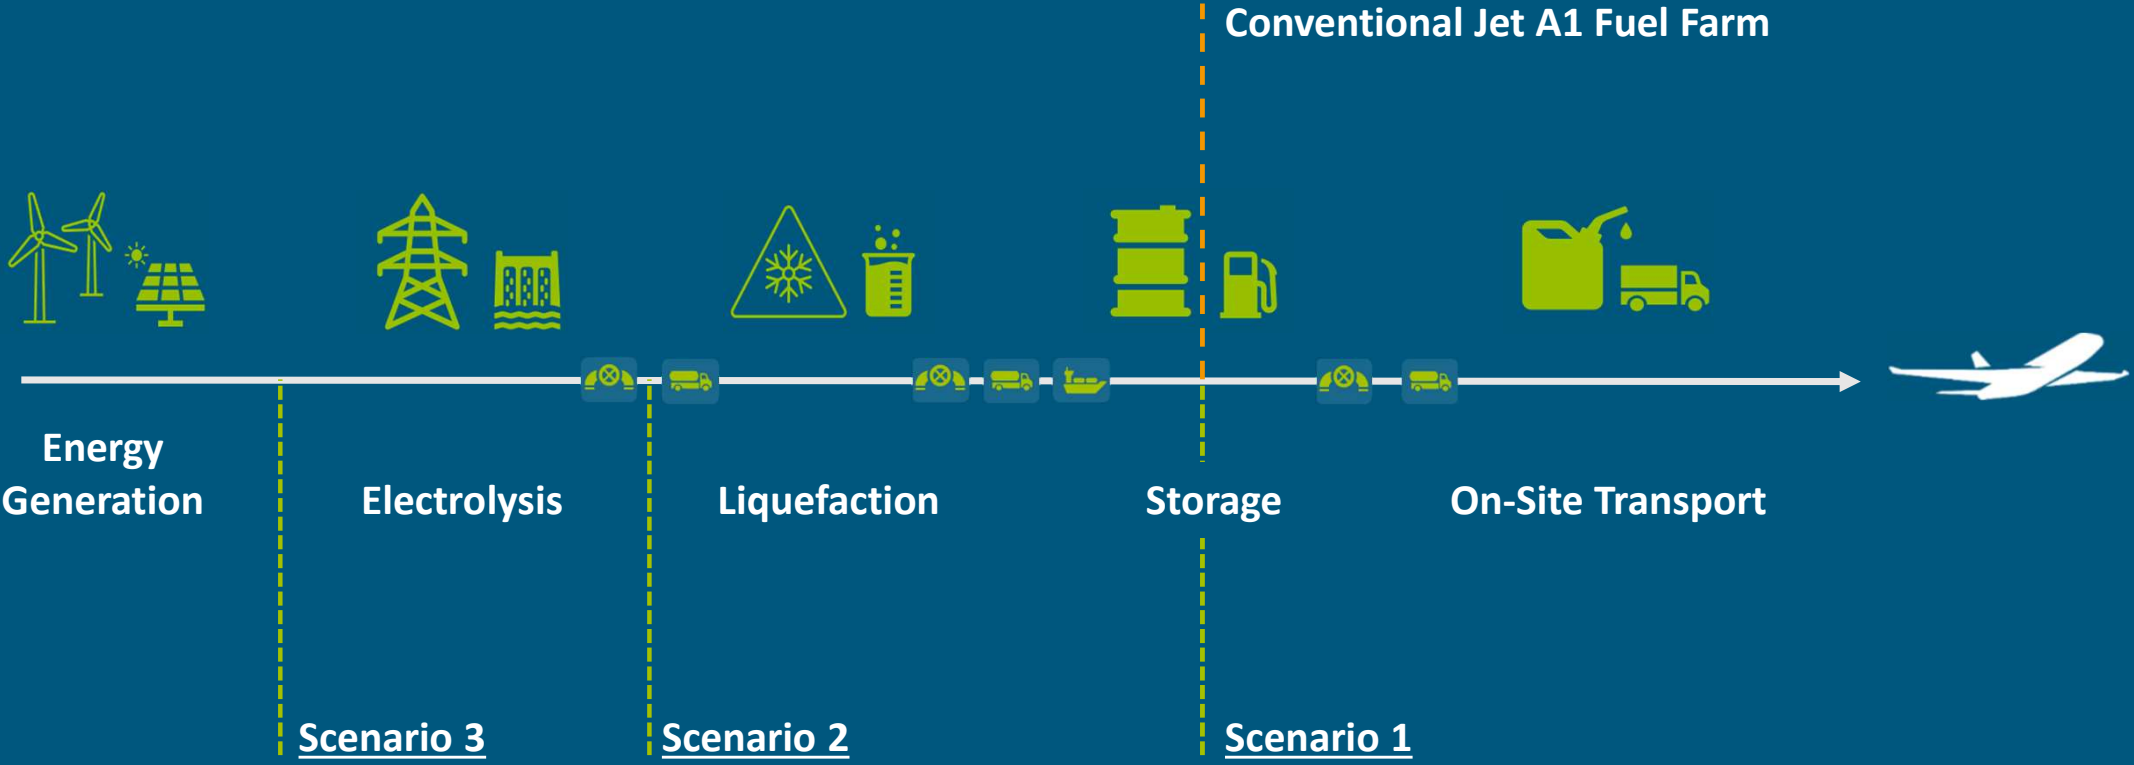 Conventional Jet A1 Fuel Farm
Energy
Generation
Electrolysis
Liquefaction
Storage
On-Site Transport
Scenario 3
Scenario 2
Scenario 1